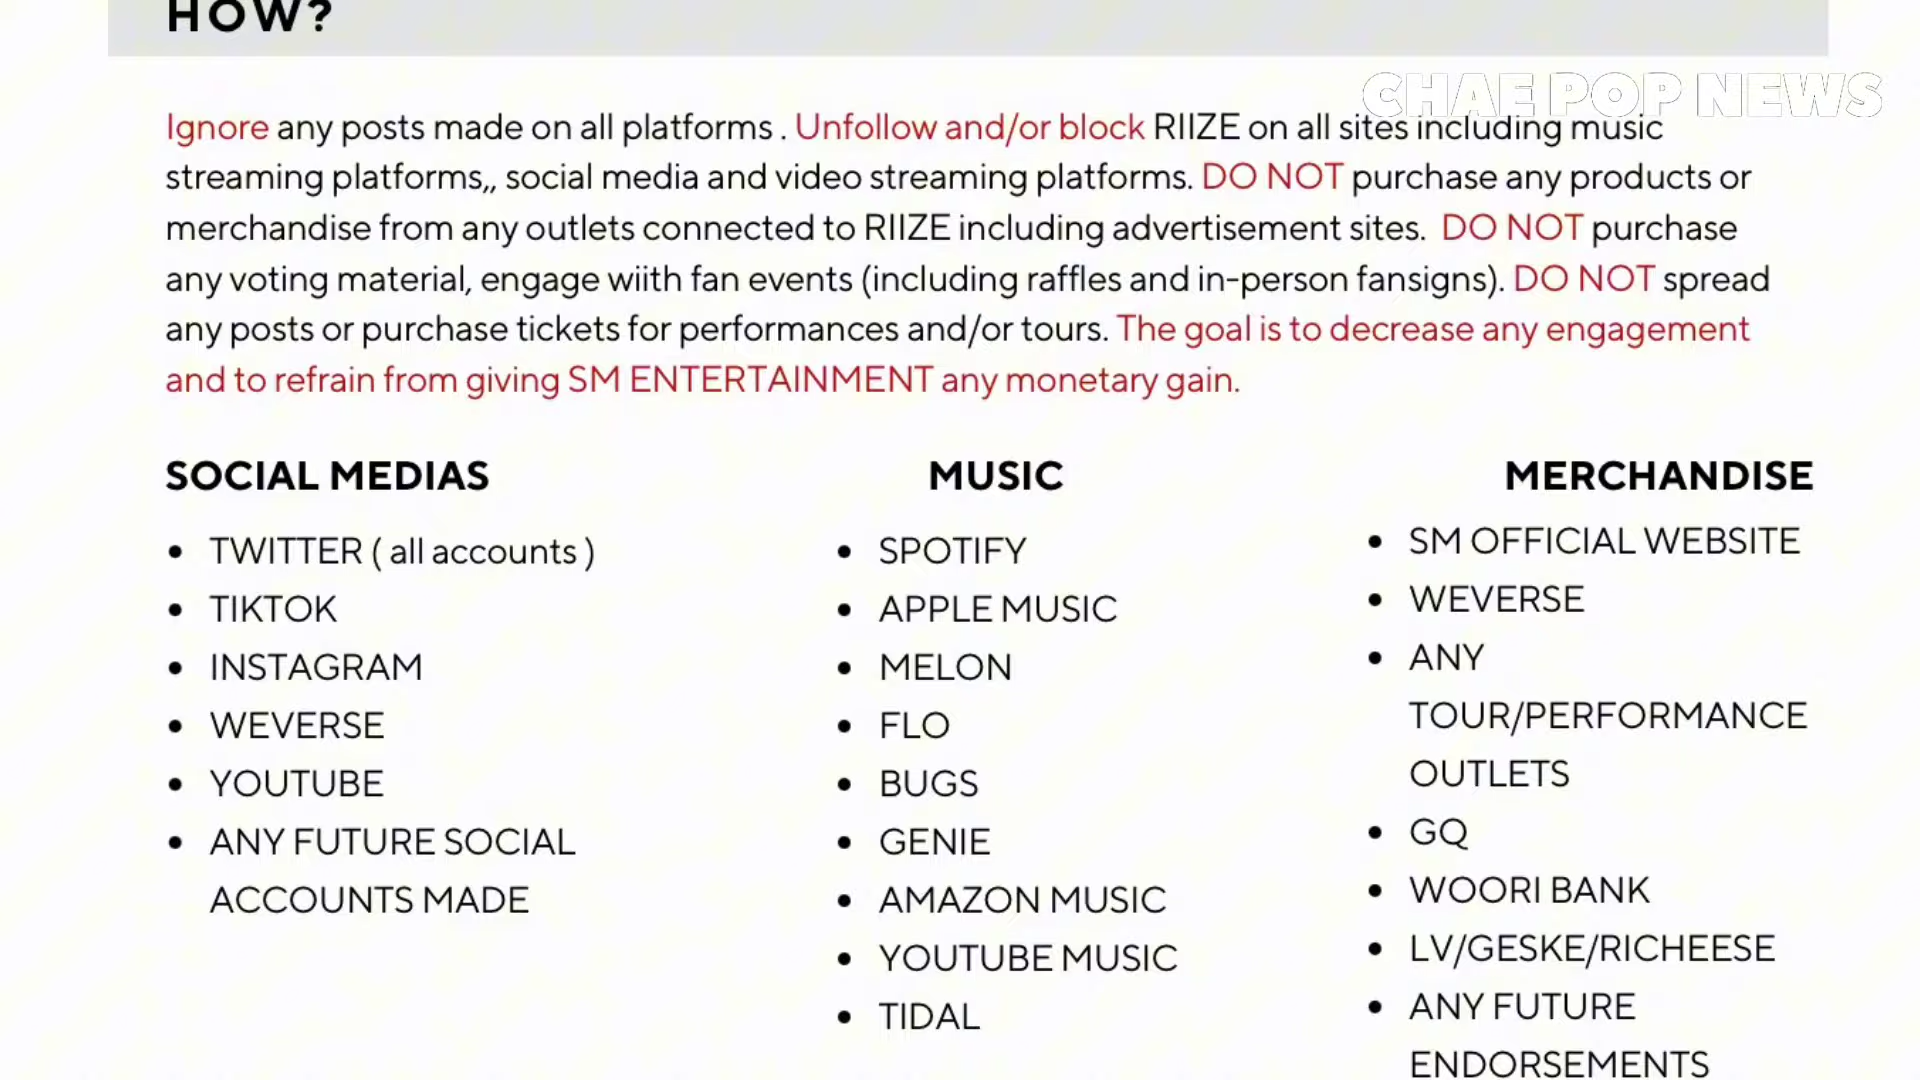 HOW?
CHAE POP NEWS
Ignore any posts made on all platforms . Unfollow and/or block RIIZE on all sites including music
streaming platforms,, social media and video streaming platforms. DO NOT purchase any products or
merchandise from any outlets connected to RIIZE including advertisement sites. DO NOT purchase
any voting material, engage wiith fan events (including raffles and in-person fansigns). DO NOT spread
any posts or purchase tickets for performances and/or tours. The goal is to decrease any engagement
and to refrain from giving SM ENTERTAINMENT any monetary gain.
SOCIAL MEDIAS
• TWITTER ( all accounts )
• TIKTOK
• INSTAGRAM
• WEVERSE
• YOUTUBE
• ANY FUTURE SOCIAL
ACCOUNTS MADE
MUSIC
• SPOTIFY
• APPLE MUSIC
• MELON
• FLO
• BUGS
• GENIE
• AMAZON MUSIC
• YOUTUBE MUSIC
• TIDAL
MERCHANDISE
• SM OFFICIAL WEBSITE
• WEVERSE
• ANY
TOUR/PERFORMANCE
OUTLETS
• GQ
• WOORI BANK
• LV/GESKE/RICHEESE
• ANY FUTURE
ENDORSEMENTS